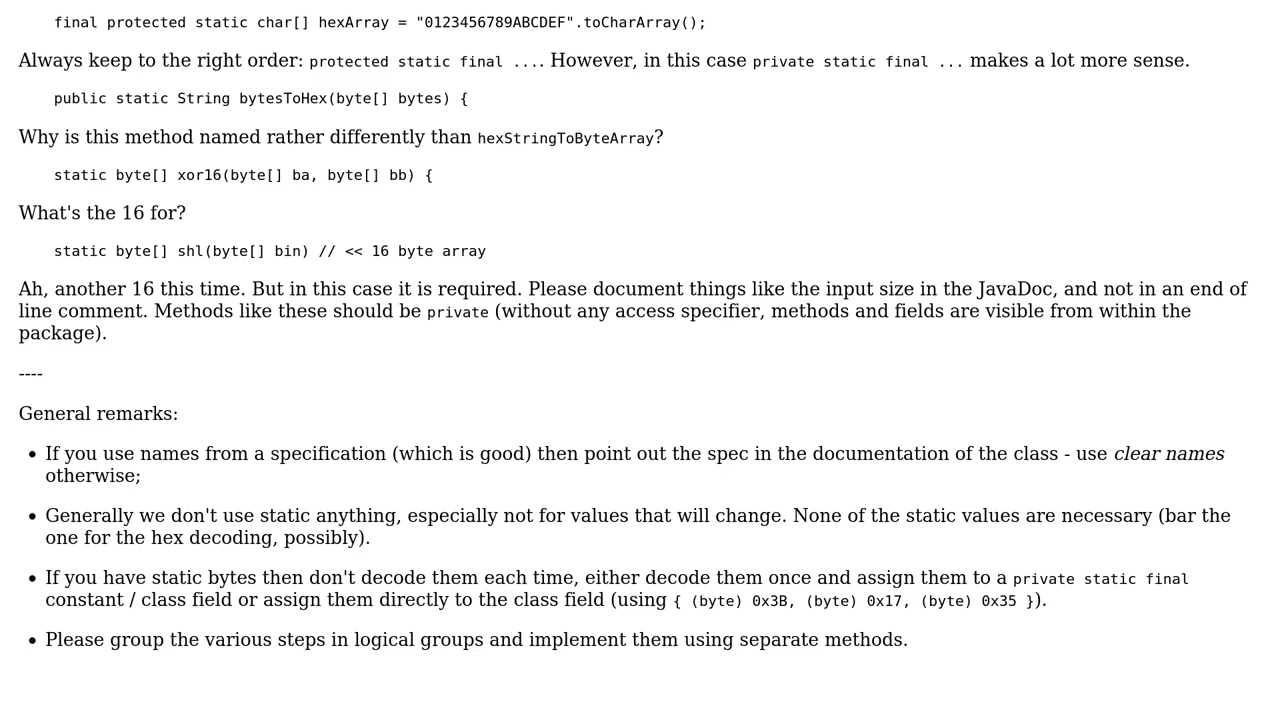 final protected static char[] hexArray = "0123456789ABCDEF".toCharArray();
Always keep to the right order: protected static final .... However, in this case private static final ... makes a lot more sense.
public static String bytesToHex(byte[] bytes) {
Why is this method named rather differently than hexStringToByteArray?
static byte[] xor16(byte[] ba, byte[] bb) {
What's the 16 for?
static byte[] shl(byte[] bin) // << 16 byte array
Ah, another 16 this time. But in this case it is required. Please document things like the input size in the JavaDoc, and not in an end of
line comment. Methods like these should be private (without any access specifier, methods and fields are visible from within the
package).
----
General remarks:
• If you use names from a specification (which is good) then point out the spec in the documentation of the class - use clear names
otherwise;
• Generally we don't use static anything, especially not for values that will change. None of the static values are necessary (bar the
one for the hex decoding, possibly).
• If you have static bytes then don't decode them each time, either decode them once and assign them to a private static final
constant / class field or assign them directly to the class field (using { (byte) 0x3B, (byte) 0x17, (byte) 0x35 }).
• Please group the various steps in logical groups and implement them using separate methods.